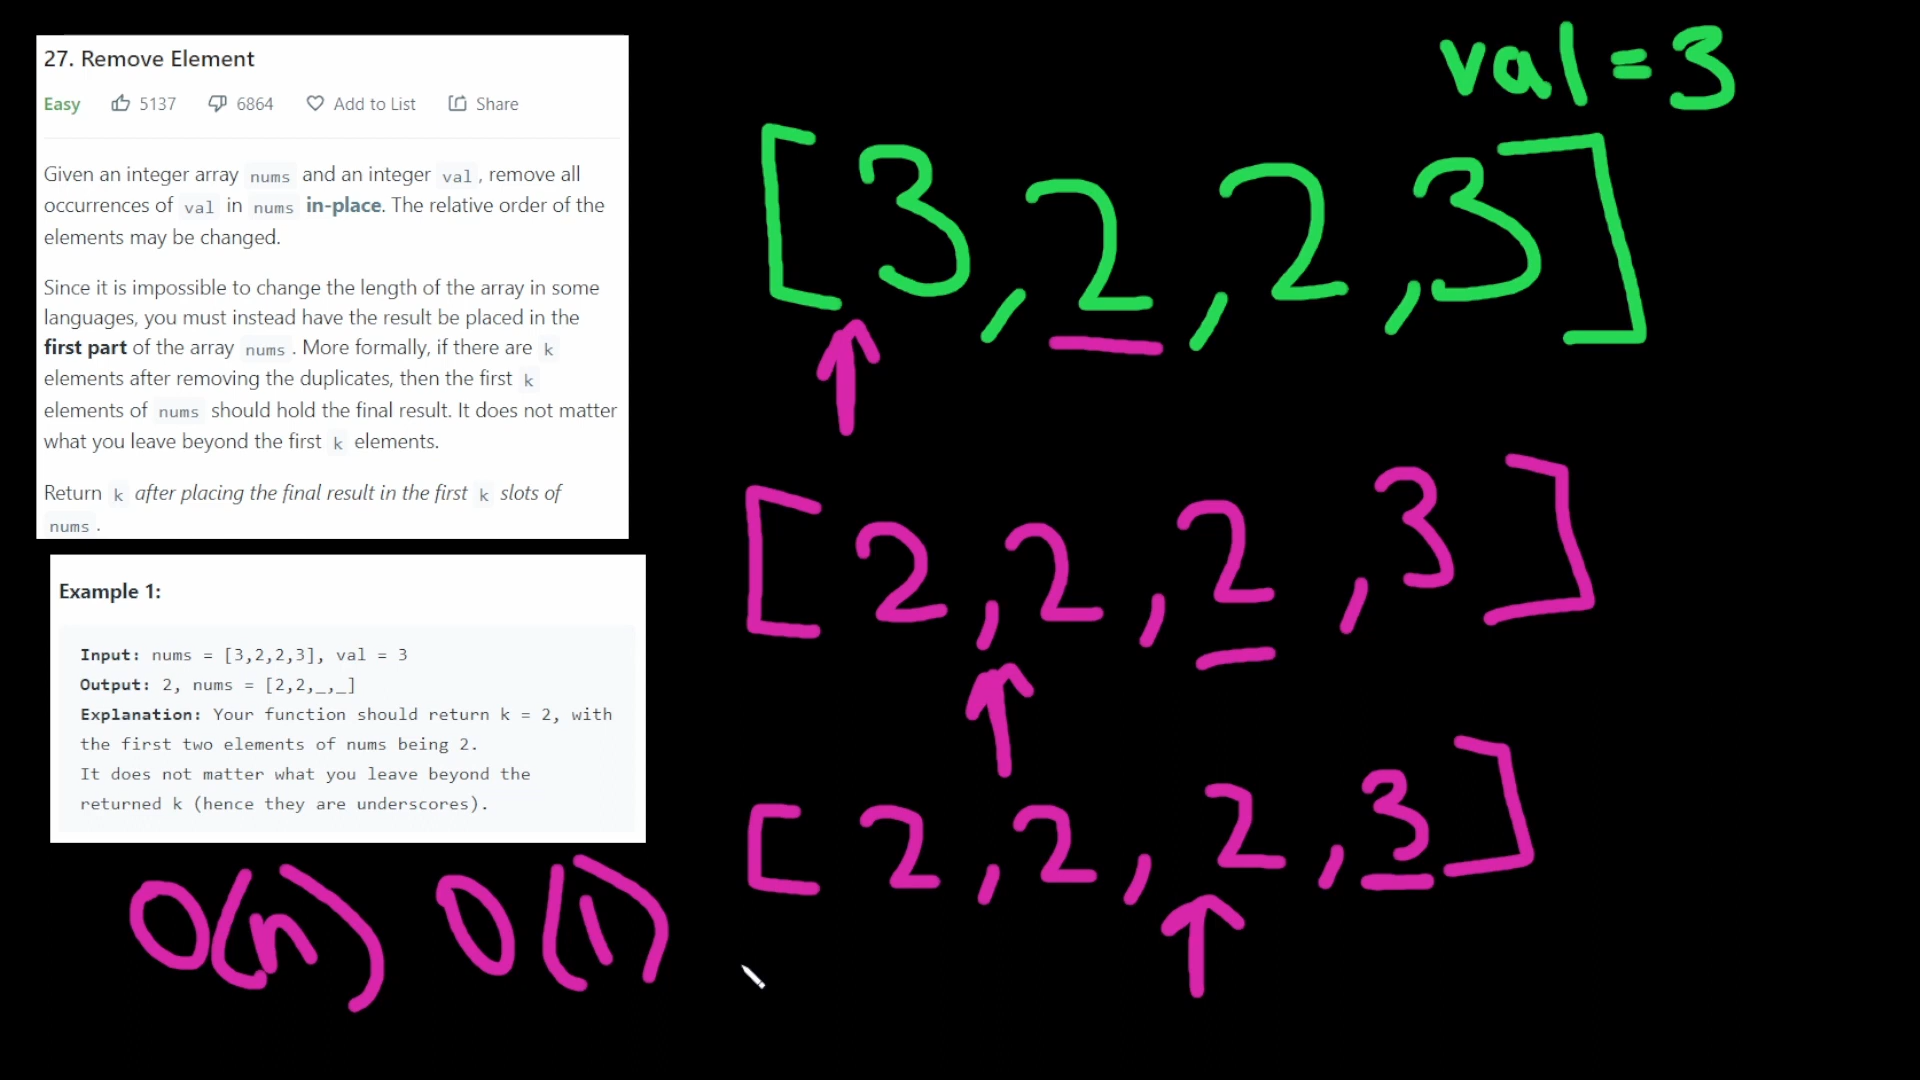 27. Remove Element
Easy 5137 6864 Add to List Share
Given an integer array nums and an integer val, remove all
occurrences of val in nums in-place. The relative order of the
elements may be changed.
Since it is impossible to change the length of the array in some
languages, you must instead have the result be placed in the
first part of the array nums. More formally, if there are k
elements after removing the duplicates, then the first k
elements of nums should hold the final result. It does not matter
what you leave beyond the first k elements.
Return k after placing the final result in the first k slots of
nums.
Example 1:
Input: nums = [3,2,2,3], val = 3
Output: 2, nums = [2,2,_,_]
Explanation: Your function should return k = 2, with
the first two elements of nums being 2.
It does not matter what you leave beyond the
returned k (hence they are underscores).
O(n) O(1)
val=3
[3,2,2,3]
[2,2,2,3]
[2,2,2,3]